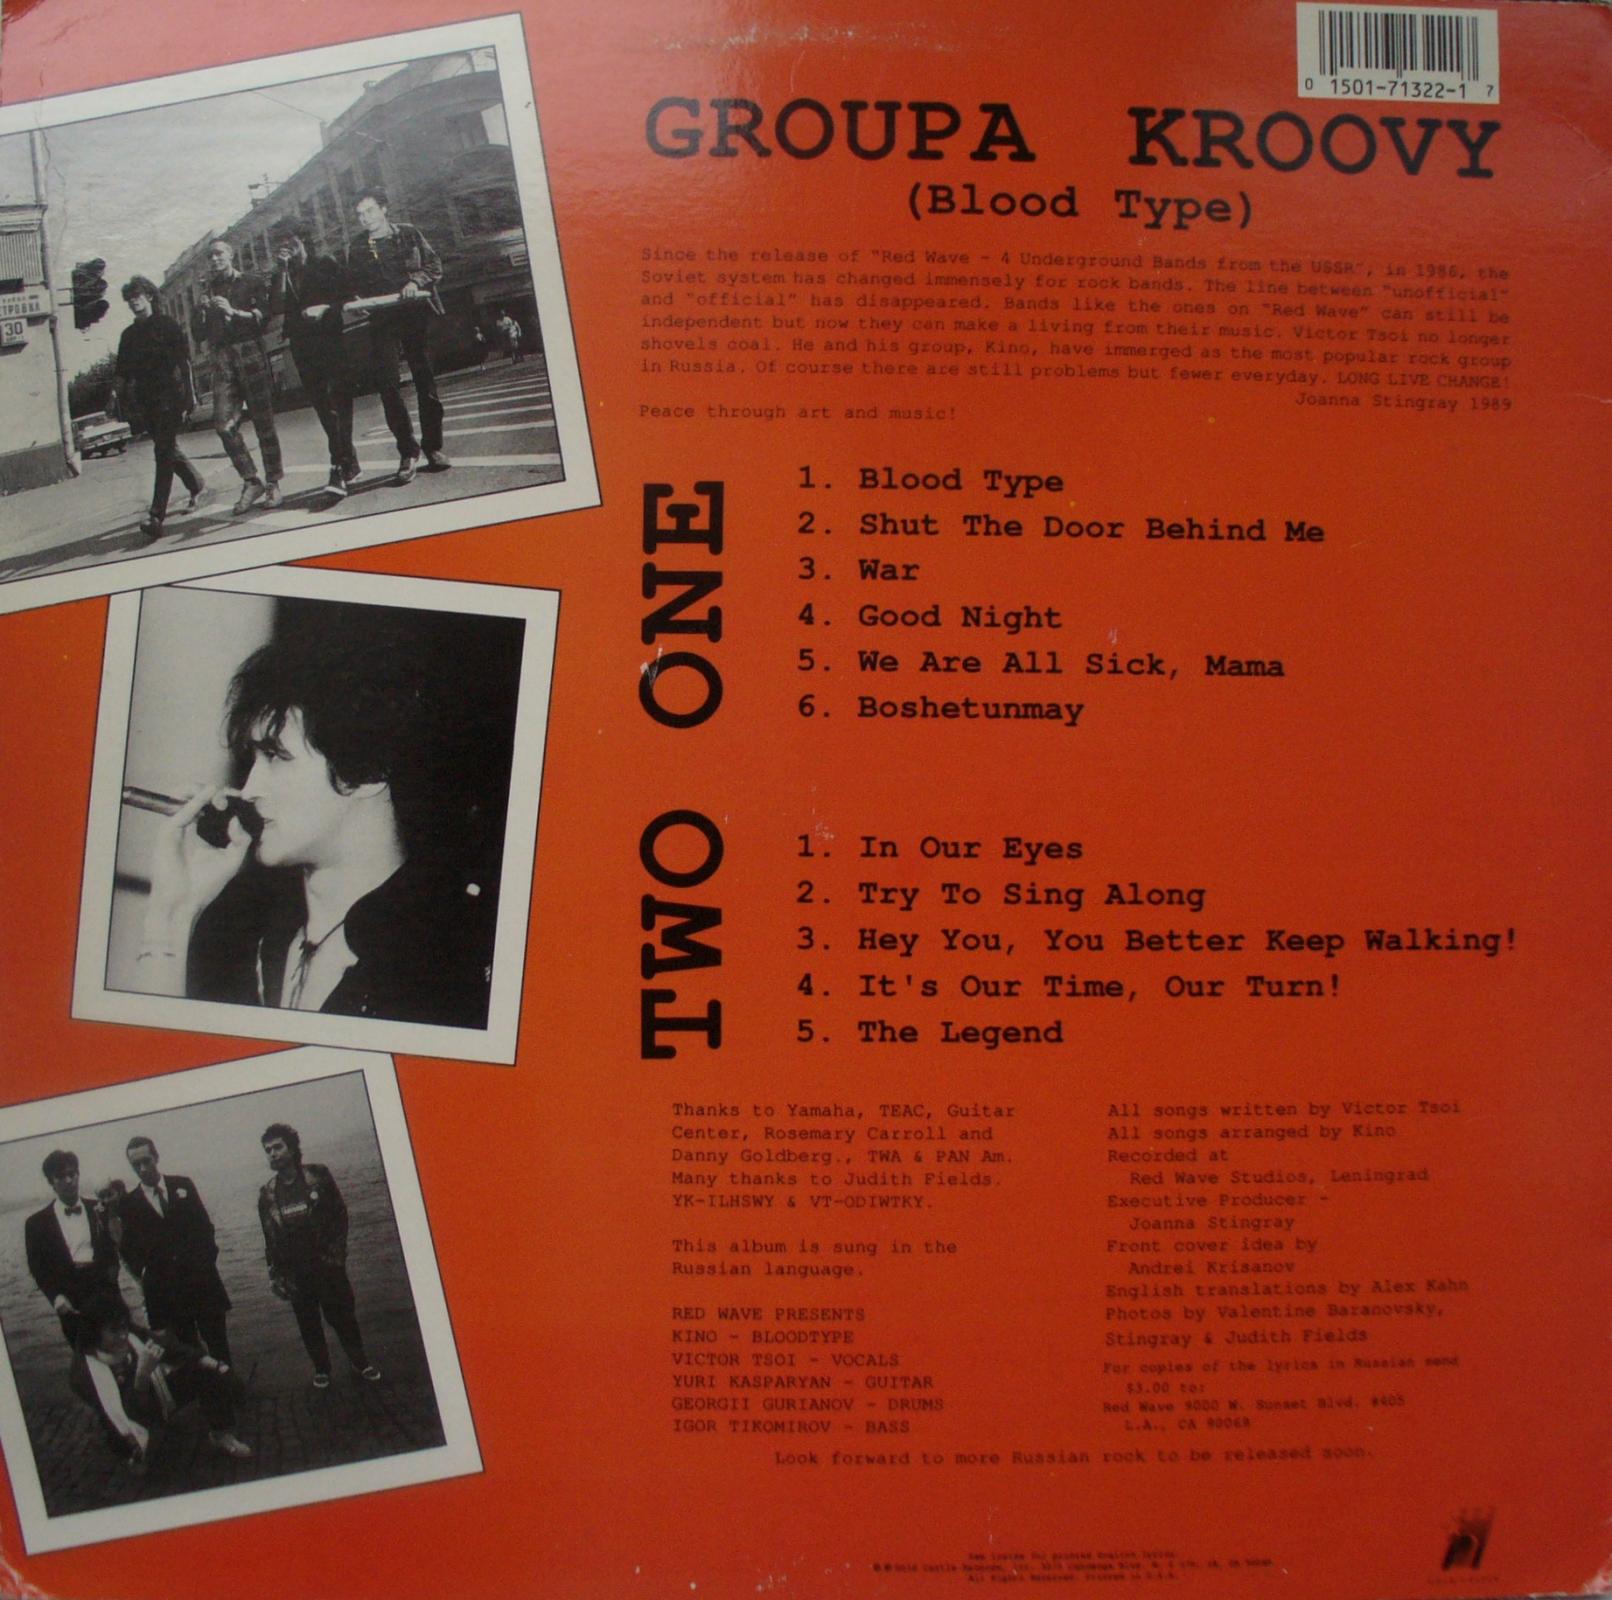 0 1501-71322-1 7
GROUPA KROOVY
(Blood Type)
Since the release of "Red Wave - 4 Underground Bands from the USSR", in 1986, the
Soviet system has changed immensely for rock bands. The line between "unofficial"
and "official" has disappeared. Bands like the ones on "Red Wave" can still be
independent but now they can make a living from their music. Victor Tsoi no longer
shovels coal. He and his group, Kino, have immerged as the most popular rock group
in Russia. Of course there are still problems but fewer everyday. LONG LIVE CHANGE!
Joanna Stingray 1989
Peace through art and music!
ONE
1. Blood Type
2. Shut The Door Behind Me
3. War
4. Good Night
5. We Are All Sick, Mama
6. Boshetunmay
TWO
1. In Our Eyes
2. Try To Sing Along
3. Hey You, You Better Keep Walking!
4. It's Our Time, Our Turn!
5. The Legend
Thanks to Yamaha, TEAC, Guitar
Center, Rosemary Carroll and
Danny Goldberg., TWA & PAN Am.
Many thanks to Judith Fields.
YK-ILHSWY & VT-ODIWTKY.
This album is sung in the
Russian language.
RED WAVE PRESENTS
KINO - BLOODTYPE
VICTOR TSOI - VOCALS
YURI KASPARYAN - GUITAR
GEORGII GURIANOV - DRUMS
IGOR TIKOMIROV - BASS
All songs written by Victor Tsoi
All songs arranged by Kino
Recorded at
Red Wave Studios, Leningrad
Executive Producer -
Joanna Stingray
Front cover idea by
Andrei Krisanov
English translations by Alex Kahn
Photos by Valentine Baranovsky,
Stingray & Judith Fields
For copies of the lyrics in Russian send
$3.00 to:
Red Wave 9000 W. Sunset Blvd. #405
L.A., CA 90069
Look forward to more Russian rock to be released soon.
All Rights Reserved. Printed in U.S.A.
ПЕТРОВКА
30